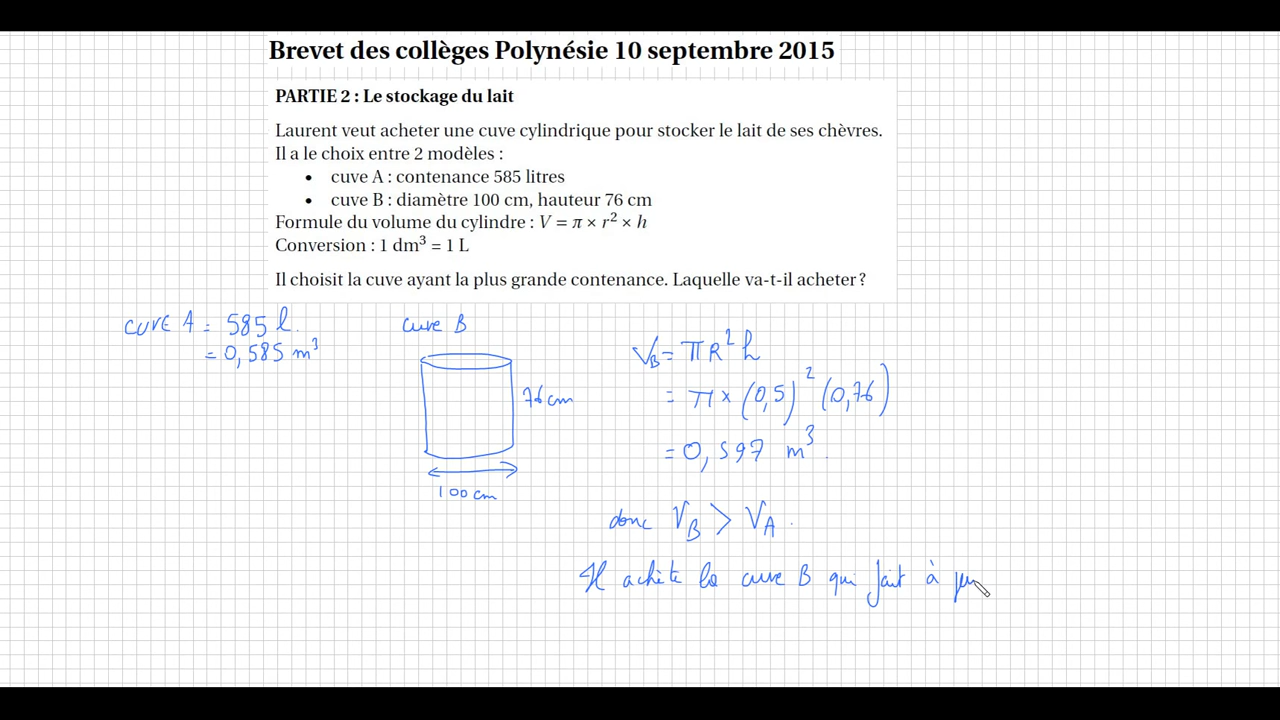 Brevet des collèges Polynésie 10 septembre 2015
PARTIE 2 : Le stockage du lait
Laurent veut acheter une cuve cylindrique pour stocker le lait de ses chèvres.
Il a le choix entre 2 modèles :
• cuve A : contenance 585 litres
• cuve B : diamètre 100 cm, hauteur 76 cm
Formule du volume du cylindre : V = π × r² × h
Conversion : 1 dm³ = 1 L
Il choisit la cuve ayant la plus grande contenance. Laquelle va-t-il acheter ?
cuve A = 585 l.
= 0,585 m³
cuve B
76 cm
100 cm
V_B = π R² h
= π × (0,5)² (0,76)
= 0,597 m³.
donc V_B > V_A.
Il achète la cuve B qui fait à